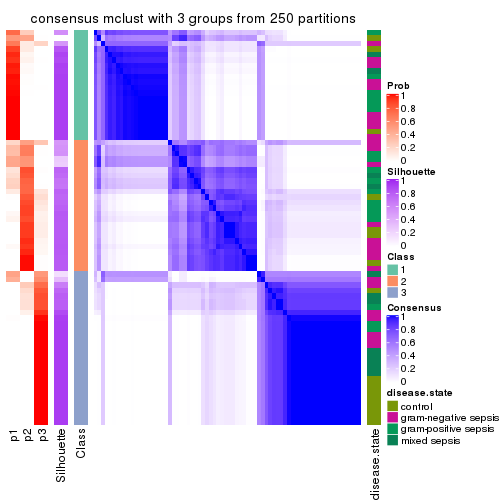 consensus mclust with 3 groups from 250 partitions
Prob
1
0.8
0.6
0.4
0.2
0
Silhouette
1
0.8
0.6
0.4
0.2
0
Class
1
2
3
Consensus
1
0.8
0.6
0.4
0.2
0
disease.state
control
gram-negative sepsis
gram-positive sepsis
mixed sepsis
p1
p2
p3
Silhouette
Class
disease.state